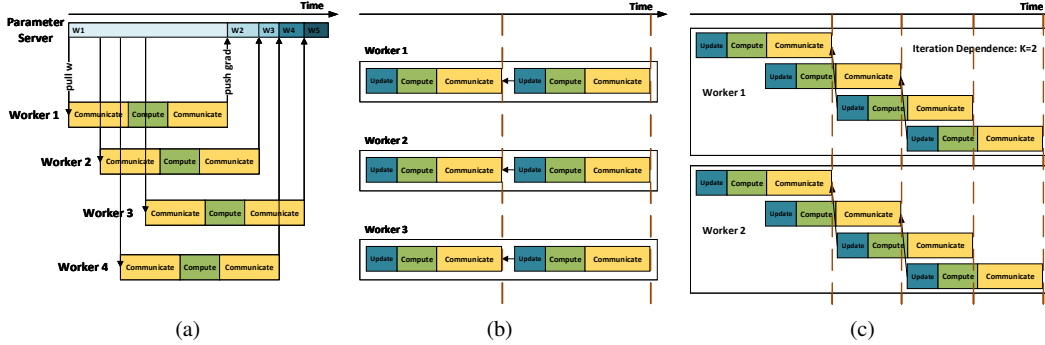 Time
Parameter
Server
W1
W2
W3
W4
W5
pull w
push grad
Worker 1
Communicate
Compute
Communicate
Worker 2
Communicate
Compute
Communicate
Worker 3
Communicate
Compute
Communicate
Worker 4
Communicate
Compute
Communicate
(a)
Time
Worker 1
Update
Compute
Communicate
Update
Compute
Communicate
Worker 2
Update
Compute
Communicate
Update
Compute
Communicate
Worker 3
Update
Compute
Communicate
Update
Compute
Communicate
(b)
Time
Iteration Dependence: K=2
Update
Compute
Communicate
Update
Compute
Communicate
Worker 1
Update
Compute
Communicate
Update
Compute
Communicate
Update
Compute
Communicate
Update
Compute
Communicate
Worker 2
Update
Compute
Communicate
Update
Compute
Communicate
(c)